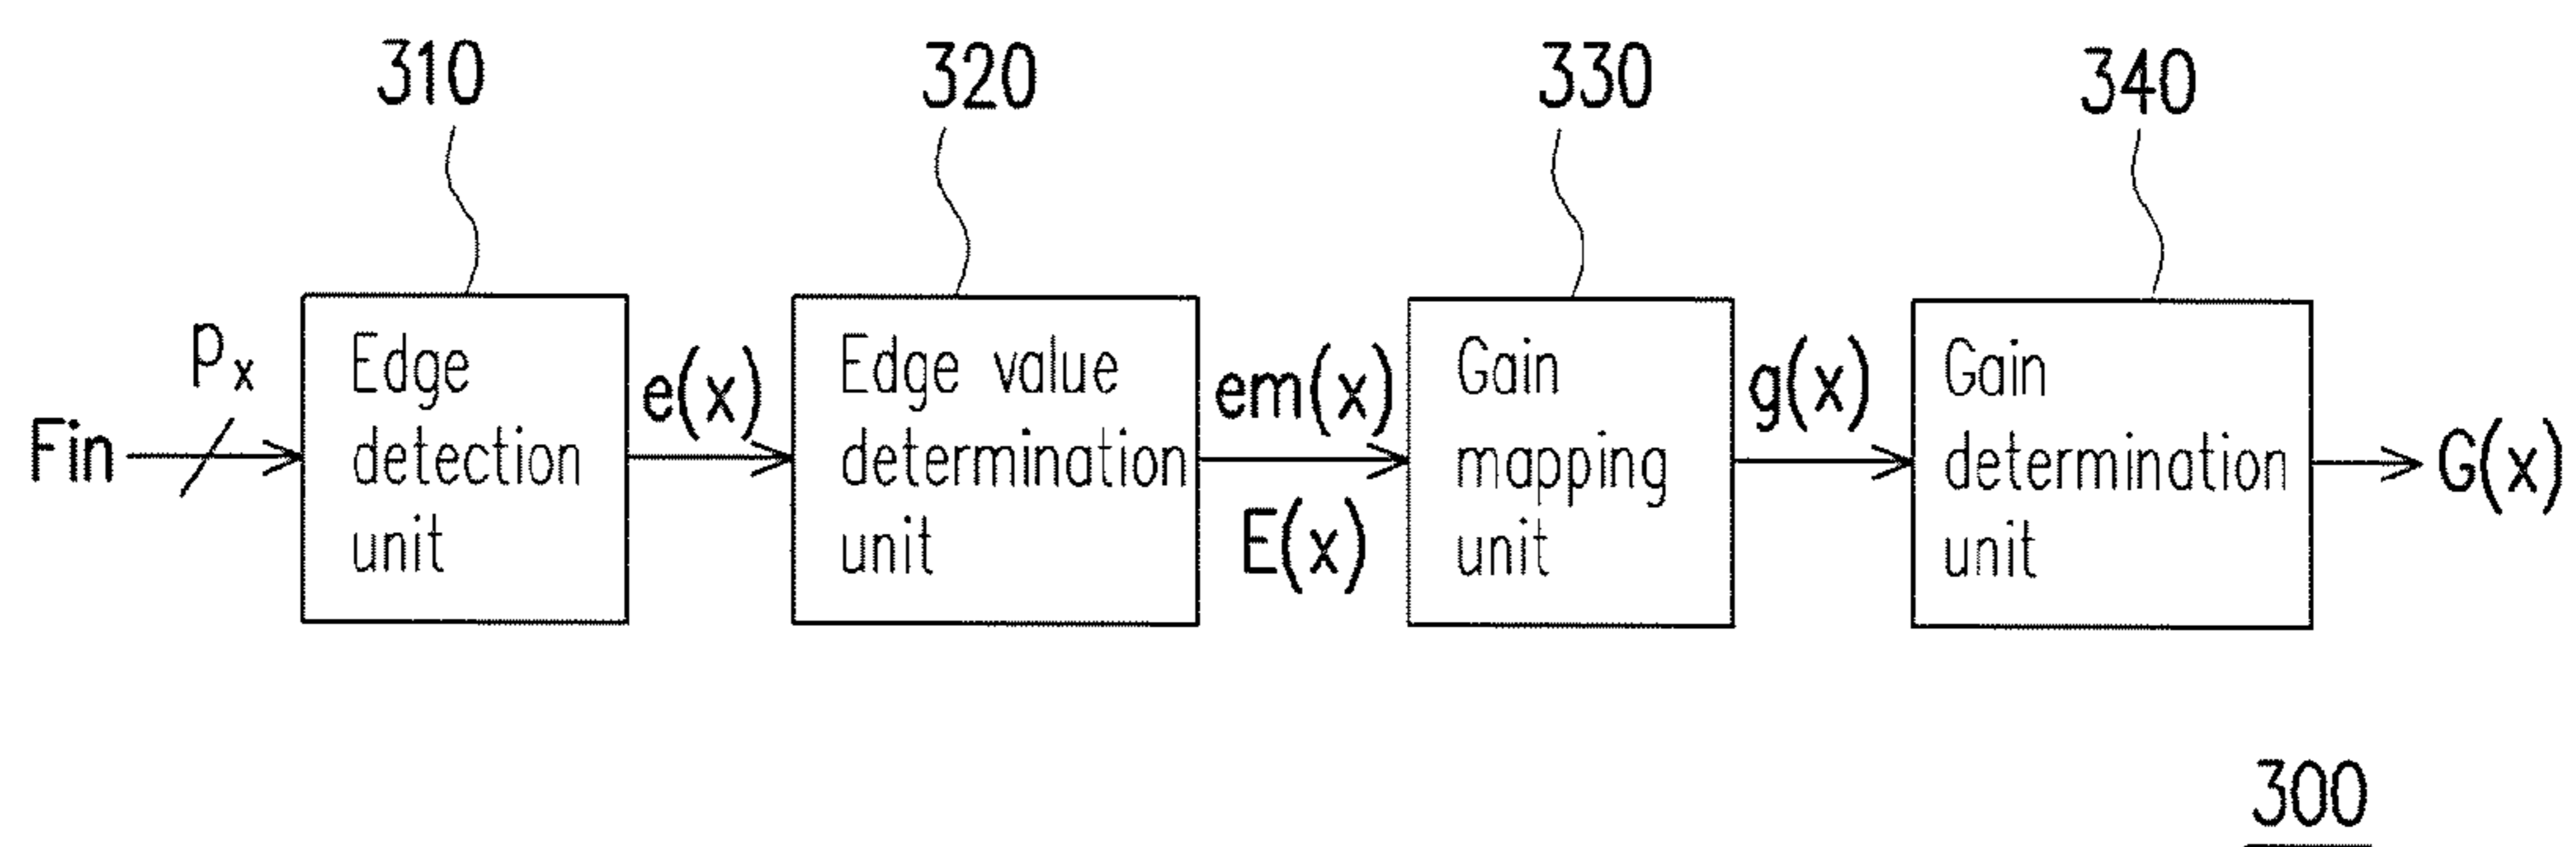 310
320
330
340
Fin
px
Edge
detection
unit
e(x)
Edge value
determination
unit
em(x)
E(x)
Gain
mapping
unit
g(x)
Gain
determination
unit
G(x)
300